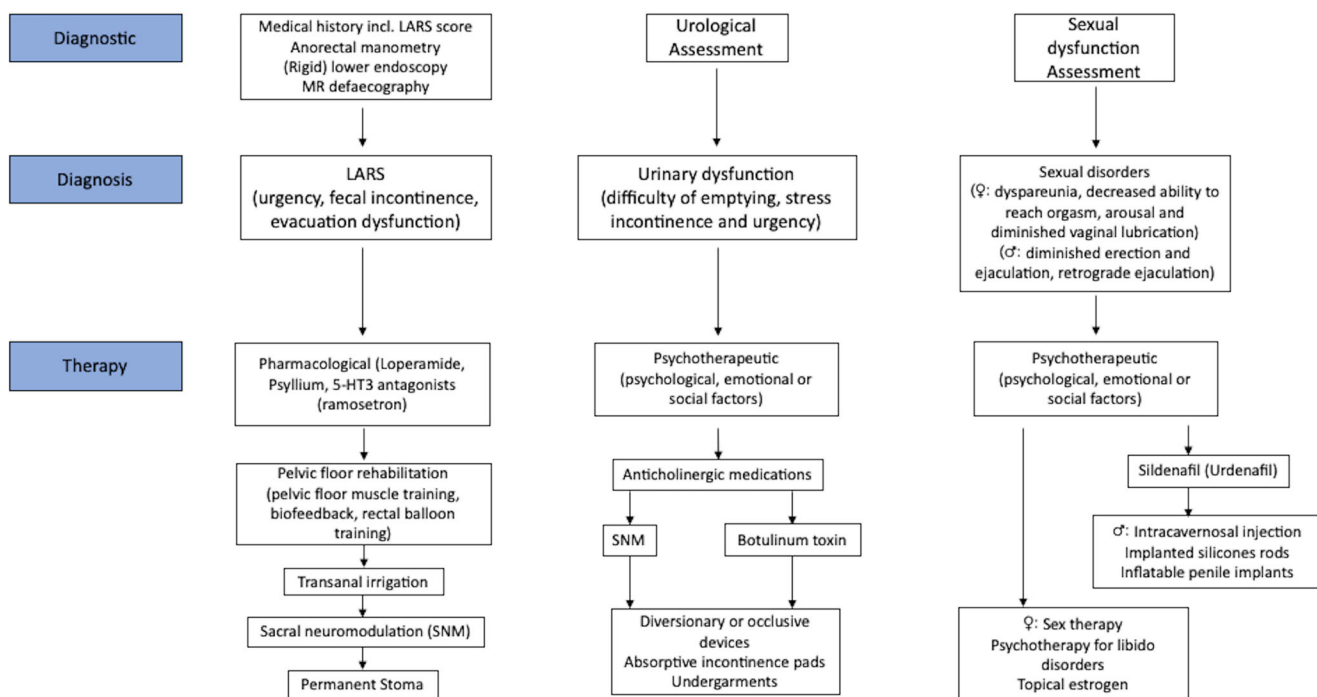 Diagnostic
Medical history incl. LARS score
Anorectal manometry
(Rigid) lower endoscopy
MR defaecography
Urological
Assessment
Sexual
dysfunction
Assessment
Diagnosis
LARS
(urgency, fecal incontinence,
evacuation dysfunction)
Urinary dysfunction
(difficulty of emptying, stress
incontinence and urgency)
Sexual disorders
(♀: dyspareunia, decreased ability to
reach orgasm, arousal and
diminished vaginal lubrication)
(♂: diminished erection and
ejaculation, retrograde ejaculation)
Therapy
Pharmacological (Loperamide,
Psyllium, 5-HT3 antagonists
(ramosetron)
Pelvic floor rehabilitation
(pelvic floor muscle training,
biofeedback, rectal balloon
training)
Transanal irrigation
Sacral neuromodulation (SNM)
Permanent Stoma
Psychotherapeutic
(psychological, emotional or
social factors)
Anticholinergic medications
SNM
Botulinum toxin
Diversionary or occlusive
devices
Absorptive incontinence pads
Undergarments
Psychotherapeutic
(psychological, emotional or
social factors)
Sildenafil (Urdenafil)
♂: Intracavernosal injection
Implanted silicones rods
Inflatable penile implants
♀: Sex therapy
Psychotherapy for libido
disorders
Topical estrogen